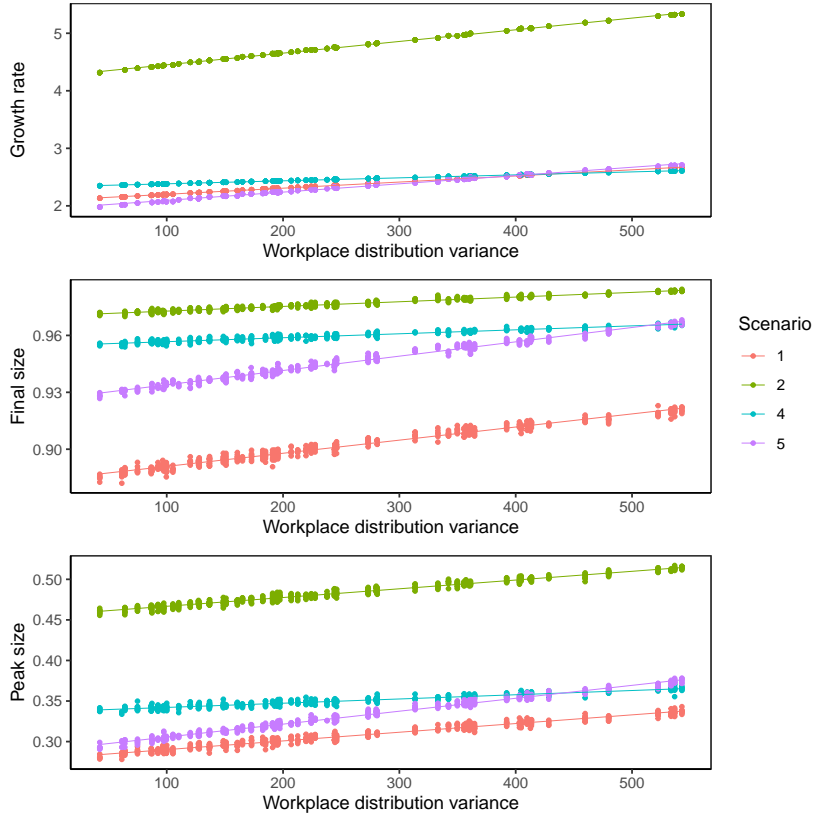 5
4
3
2
Growth rate
100 200 300 400 500
Workplace distribution variance
0.96
0.93
0.90
Final size
100 200 300 400 500
Workplace distribution variance
Scenario
1
2
4
5
0.50
0.45
0.40
0.35
0.30
Peak size
100 200 300 400 500
Workplace distribution variance